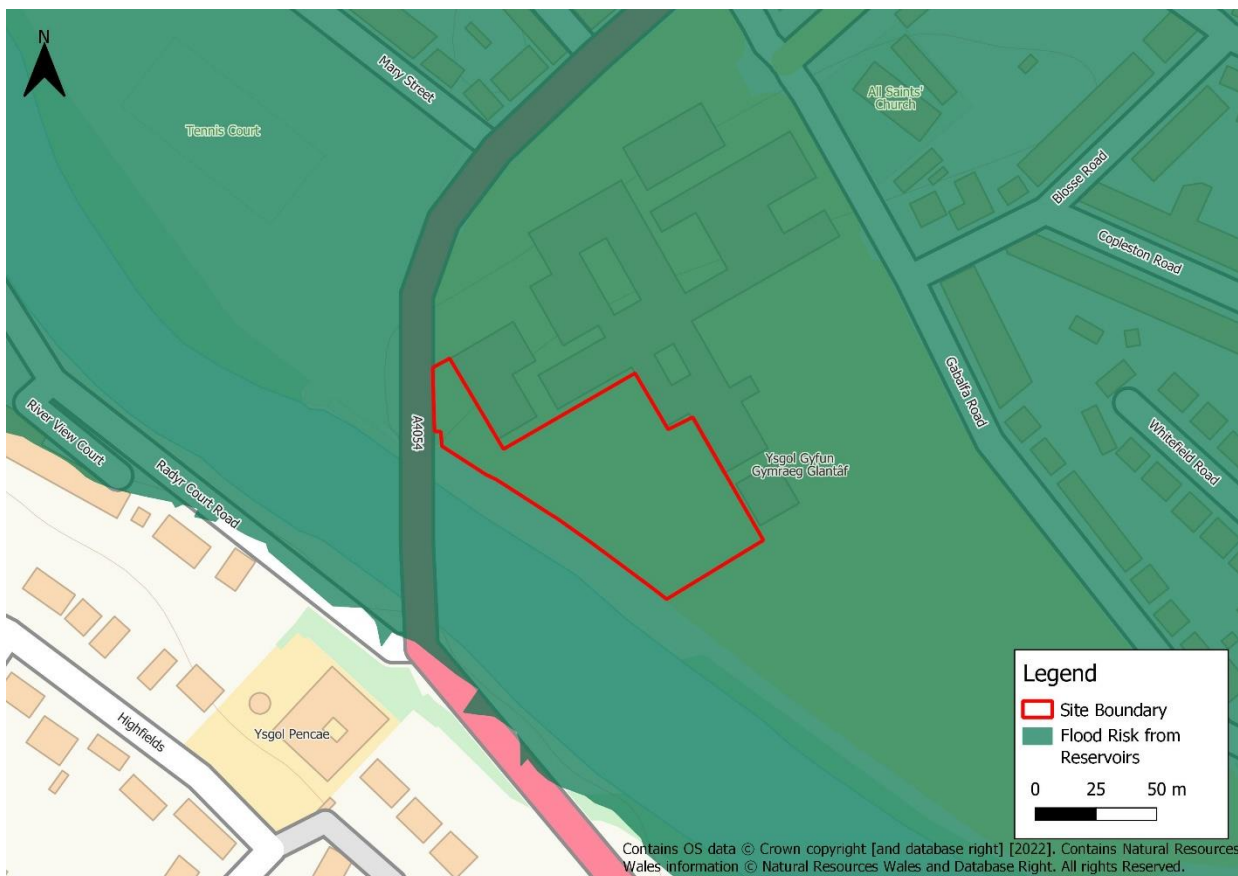 N
Mary Street
Tennis Court
All Saints'
Church
Blosse Road
Copleston Road
A4054
Gabalfa Road
Whitefield Road
River View Court
Radyr Court Road
Ysgol Gyfun
Gymraeg Glantâf
Highfields
Ysgol Pencae
Legend
Site Boundary
Flood Risk from
Reservoirs
0 25 50 m
Contains OS data © Crown copyright [and database right] [2022]. Contains Natural Resources
Wales information © Natural Resources Wales and Database Right. All rights Reserved.